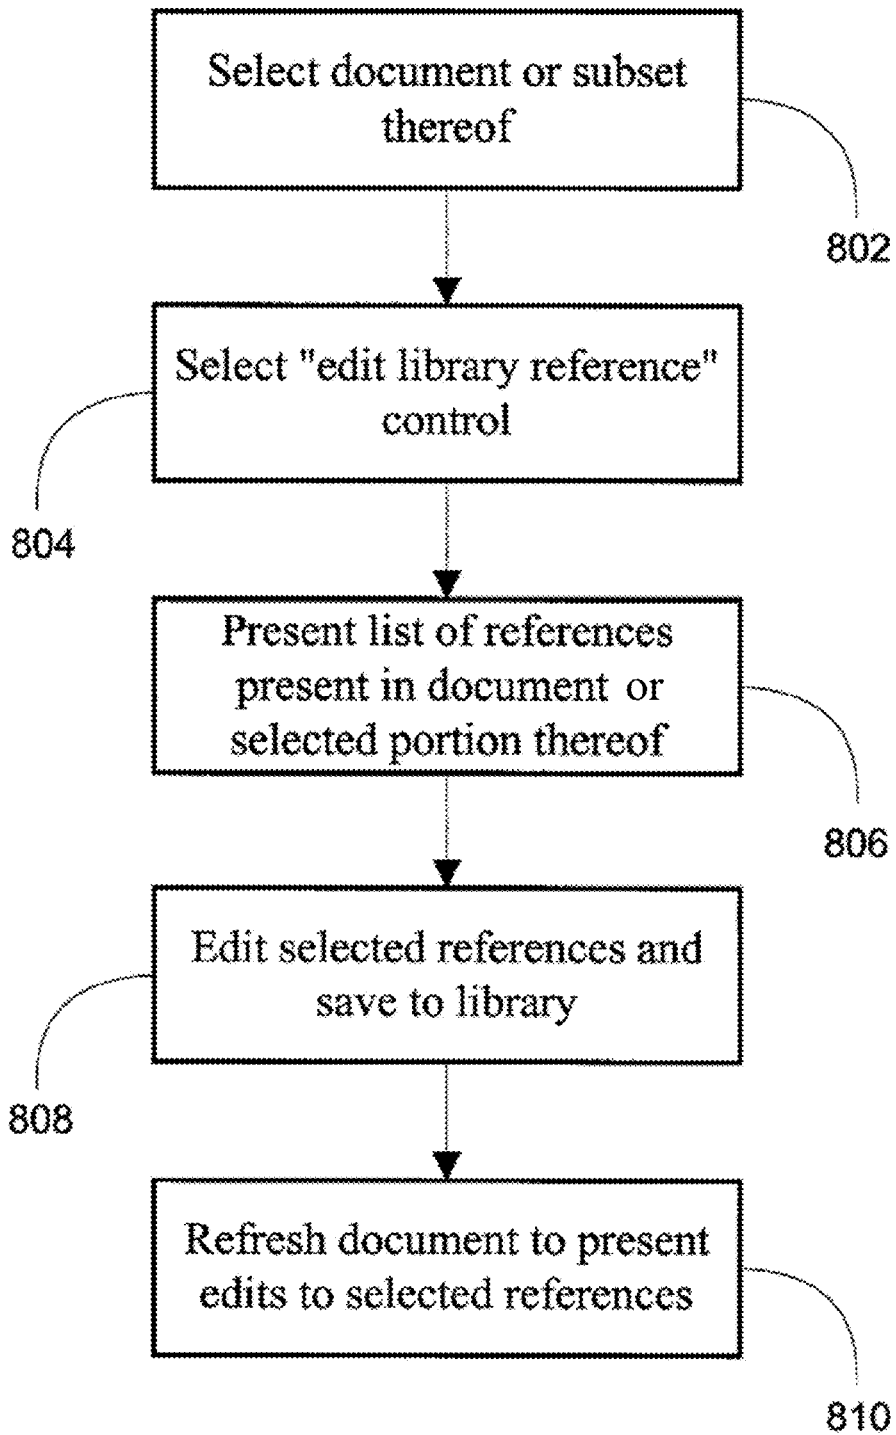 Select document or subset
thereof
802
Select "edit library reference"
control
804
Present list of references
present in document or
selected portion thereof
806
Edit selected references and
save to library
808
Refresh document to present
edits to selected references
810